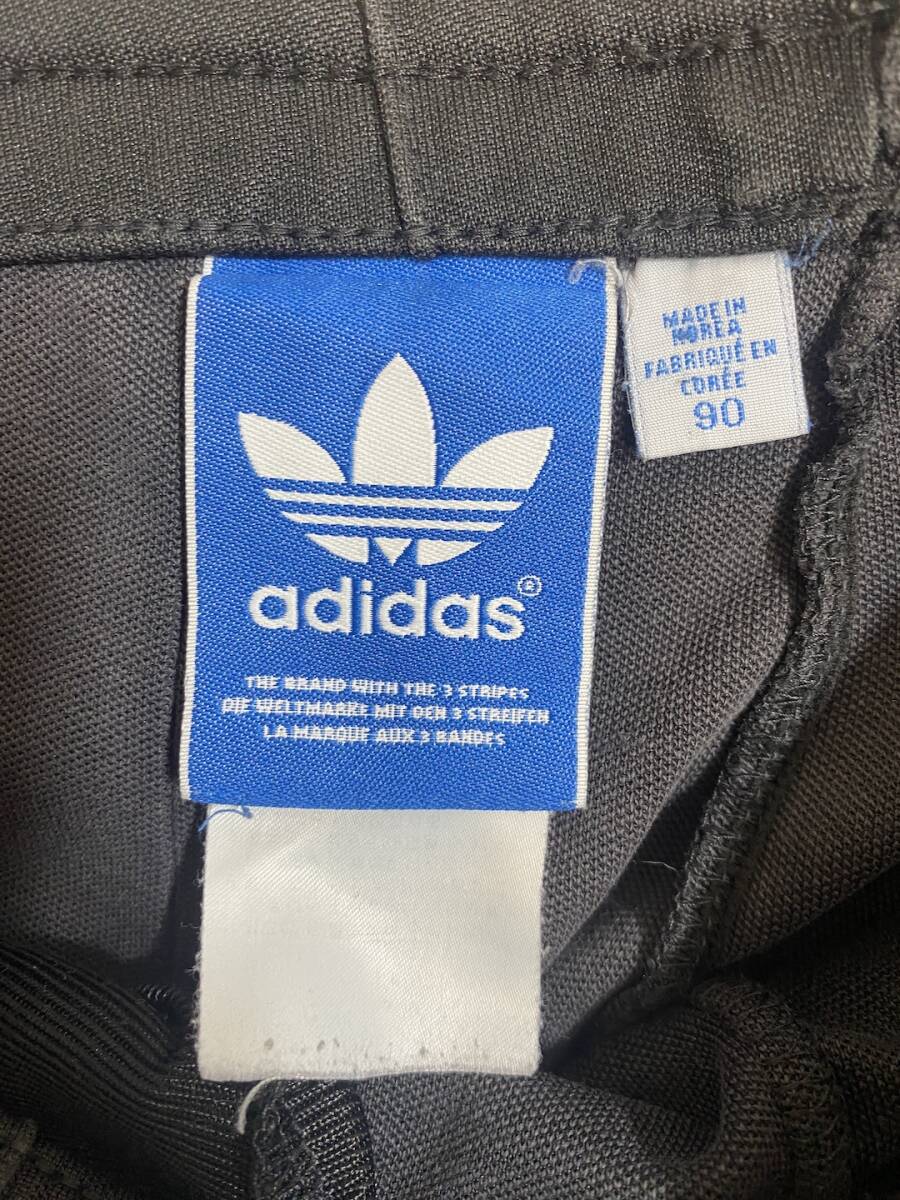 adidas®
THE BRAND WITH THE 3 STRIPES
DIE WELTMARKE MIT DEN 3 STREIFEN
LA MARQUE AUX 3 BANDES
MADE IN
KOREA
FABRIQUÉ EN
CORÉE
90